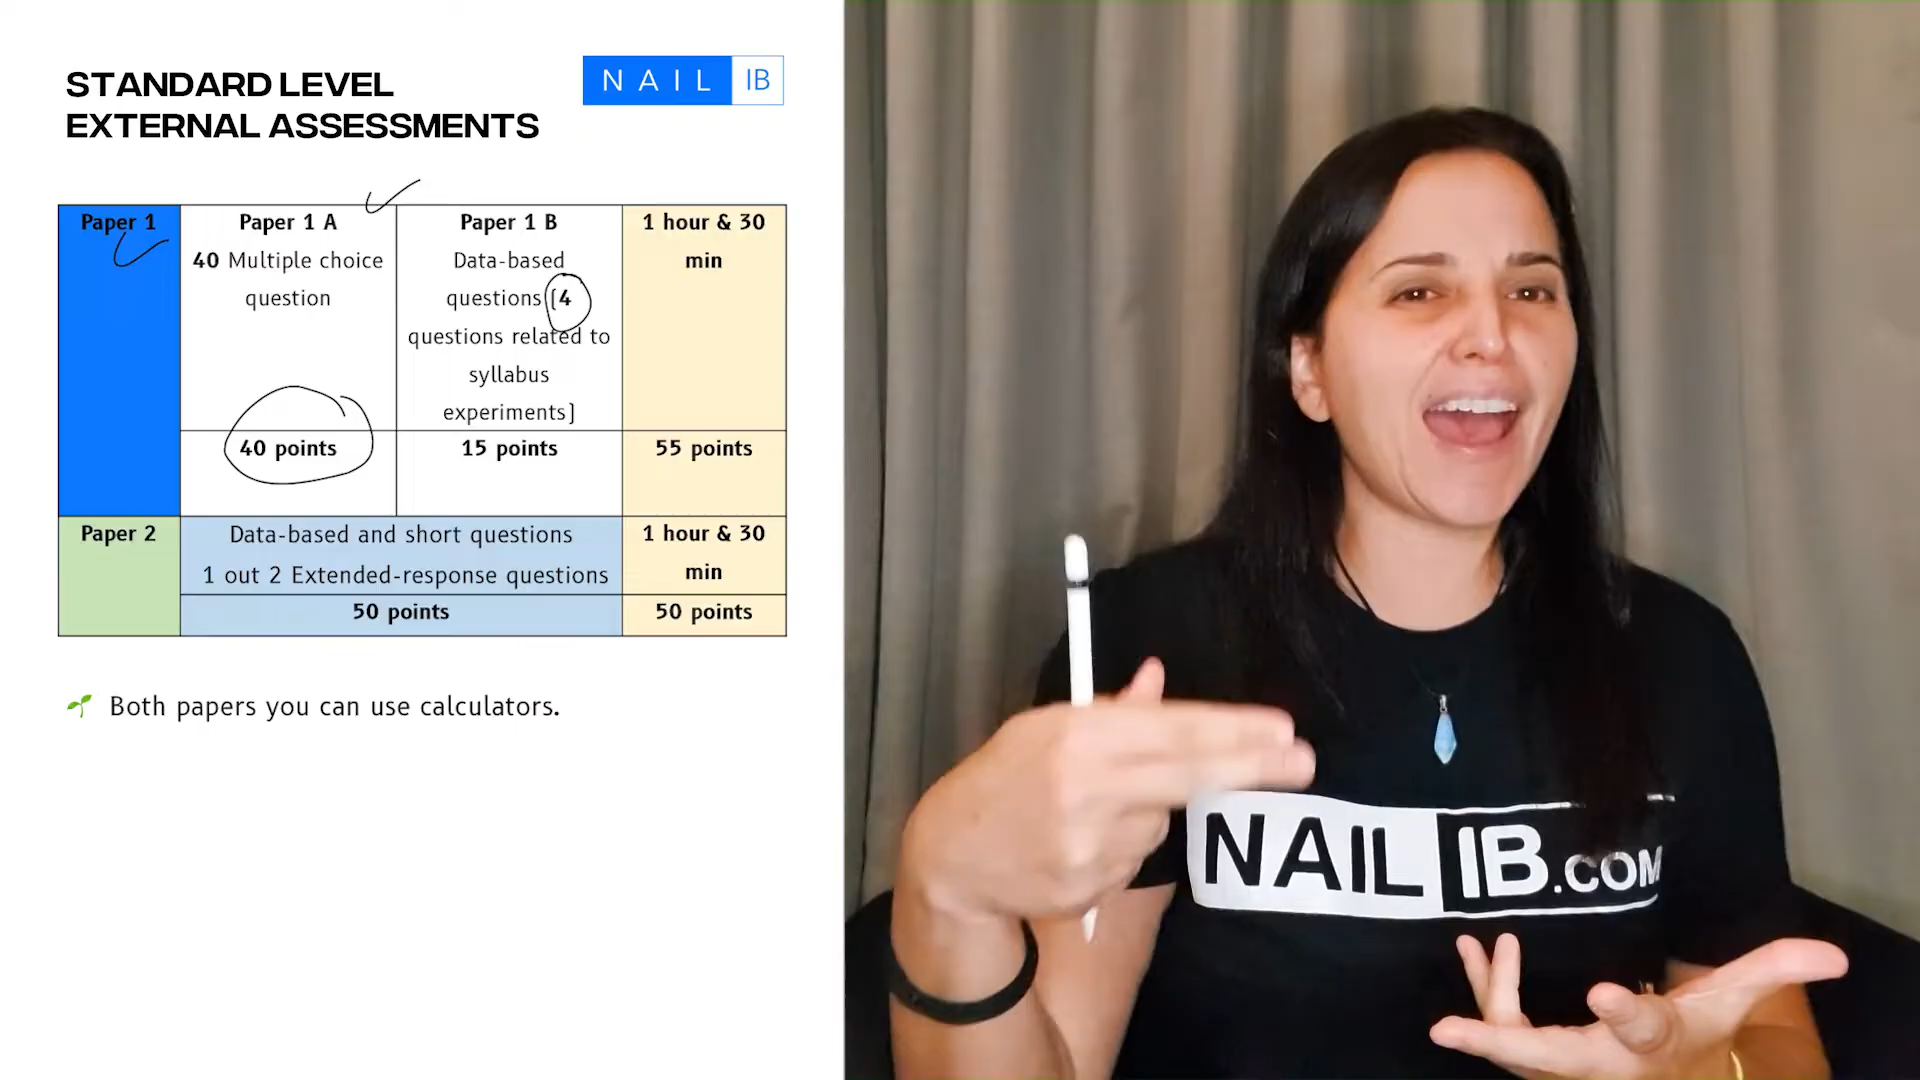 STANDARD LEVEL
EXTERNAL ASSESSMENTS
NAIL IB
Paper 1
Paper 1 A
40 Multiple choice
question
40 points
Paper 1 B
Data-based
questions [4
questions related to
syllabus
experiments]
15 points
1 hour & 30
min
55 points
Paper 2
Data-based and short questions
1 out 2 Extended-response questions
50 points
1 hour & 30
min
50 points
Both papers you can use calculators.
NAIL IB.COM